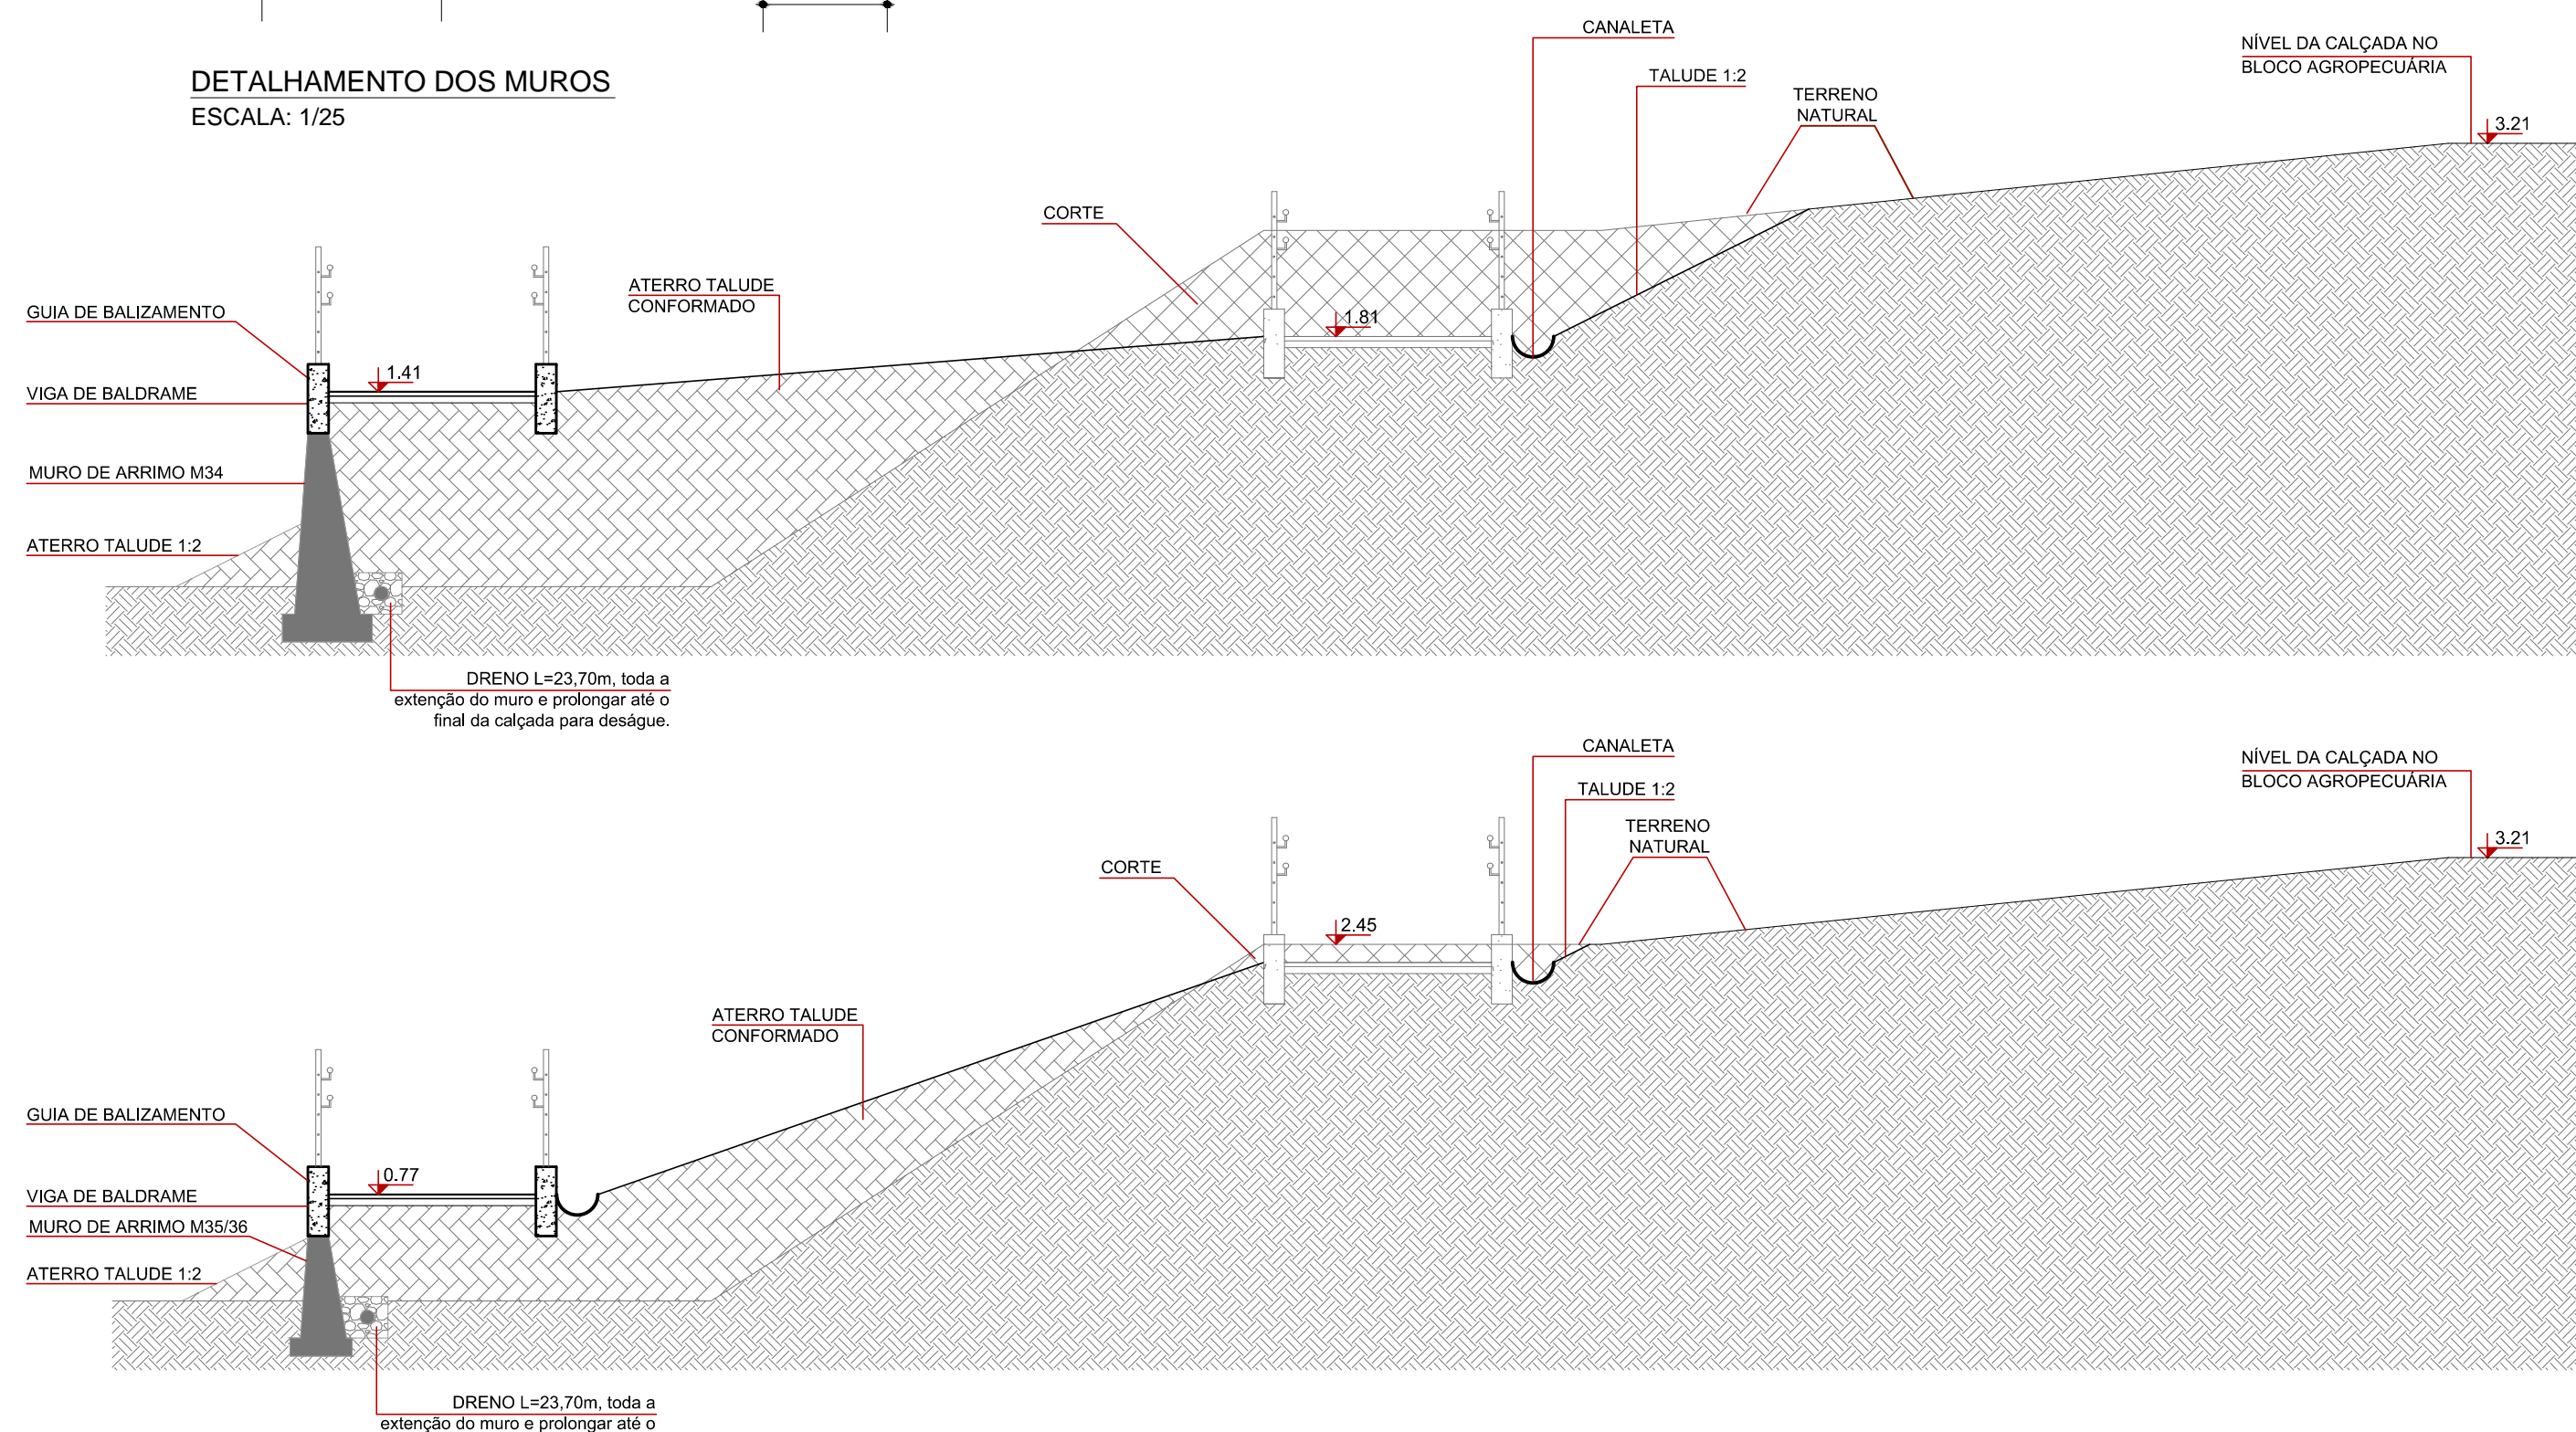 DETALHAMENTO DOS MUROS
ESCALA: 1/25
CANALETA
TALUDE 1:2
TERRENO
NATURAL
NÍVEL DA CALÇADA NO
BLOCO AGROPECUÁRIA
3.21
CORTE
ATERRO TALUDE
CONFORMADO
GUIA DE BALIZAMENTO
1.81
1.41
VIGA DE BALDRAME
MURO DE ARRIMO M34
ATERRO TALUDE 1:2
DRENO L=23,70m, toda a
extenção do muro e prolongar até o
final da calçada para deságue.
CANALETA
TALUDE 1:2
TERRENO
NATURAL
NÍVEL DA CALÇADA NO
BLOCO AGROPECUÁRIA
3.21
CORTE
2.45
ATERRO TALUDE
CONFORMADO
GUIA DE BALIZAMENTO
0.77
VIGA DE BALDRAME
MURO DE ARRIMO M35/36
ATERRO TALUDE 1:2
DRENO L=23,70m, toda a
extenção do muro e prolongar até o